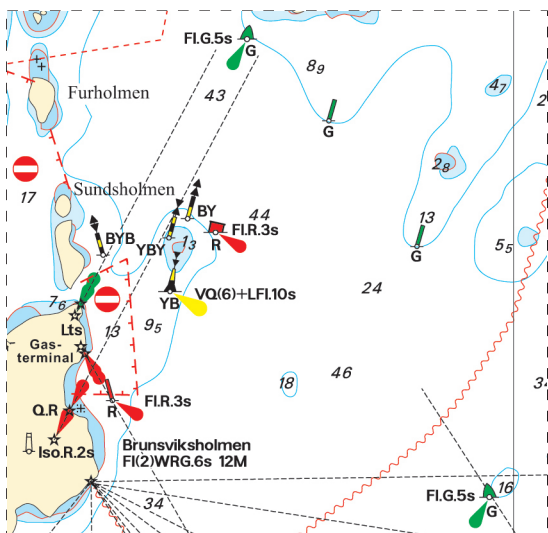 Fl.G.5s
G
8₉
4₇
43
Furholmen
G
2
2₈
17
Sundsholmen
BY
44
13
BYB
YBY
1₃
Fl.R.3s
R
G
5₅
24
VQ(6)+LFl.10s
YB
7₆
Lts
13
9₅
Gas-
terminal
46
18
34
Fl.R.3s
R
Q.R
Iso.R.2s
Brunsviksholmen
Fl(2)WRG.6s 12M
34
Fl.G.5s
16
G